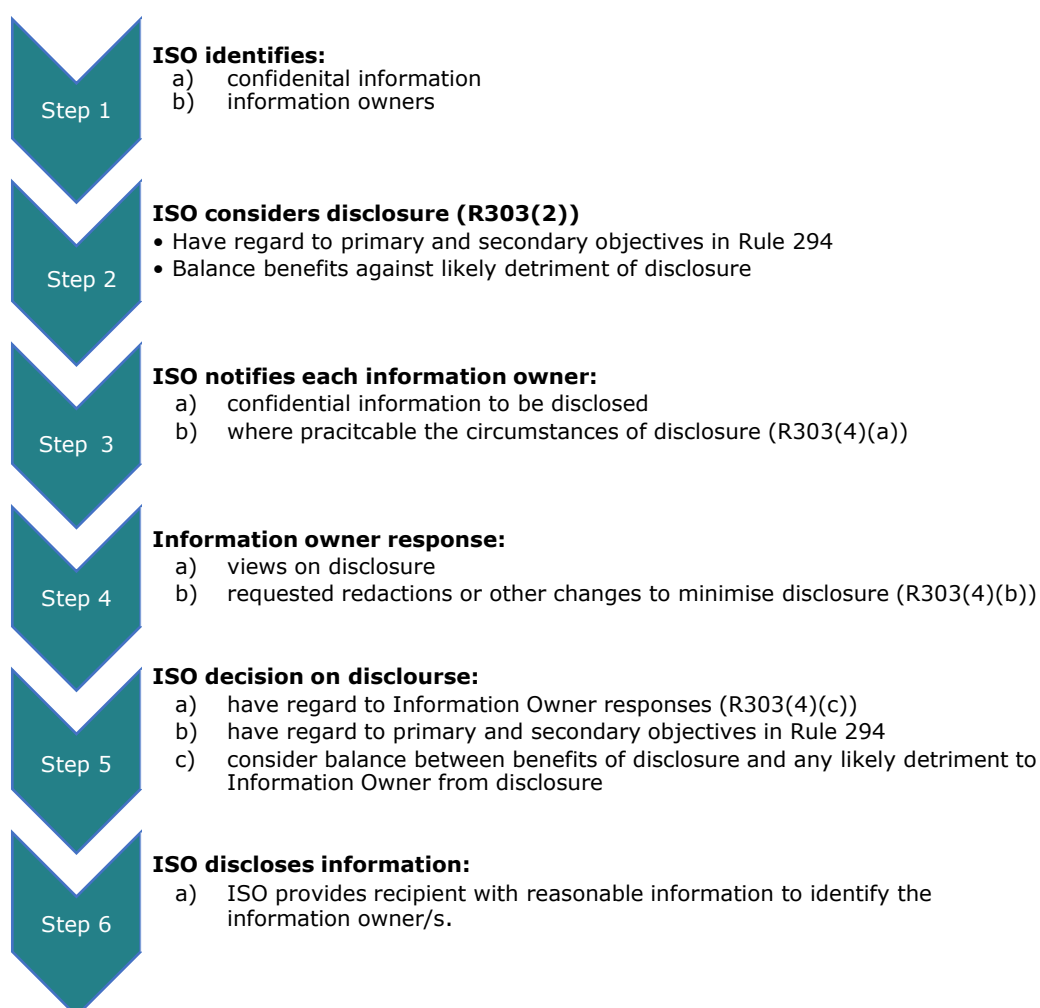 Step 1
ISO identifies:
a) confidenital information
b) information owners
Step 2
ISO considers disclosure (R303(2))
• Have regard to primary and secondary objectives in Rule 294
• Balance benefits against likely detriment of disclosure
Step 3
ISO notifies each information owner:
a) confidential information to be disclosed
b) where pracitcable the circumstances of disclosure (R303(4)(a))
Step 4
Information owner response:
a) views on disclosure
b) requested redactions or other changes to minimise disclosure (R303(4)(b))
Step 5
ISO decision on disclourse:
a) have regard to Information Owner responses (R303(4)(c))
b) have regard to primary and secondary objectives in Rule 294
c) consider balance between benefits of disclosure and any likely detriment to
Information Owner from disclosure
Step 6
ISO discloses information:
a) ISO provides recipient with reasonable information to identify the
information owner/s.